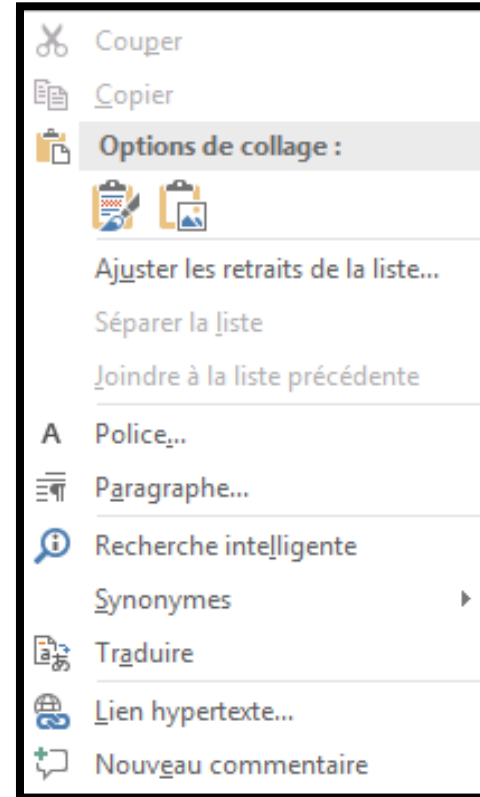 Couper
Copier
Options de collage :
Ajuster les retraits de la liste...
Séparer la liste
Joindre à la liste précédente
Police...
Paragraphe...
Recherche intelligente
Synonymes
Traduire
Lien hypertexte...
Nouveau commentaire